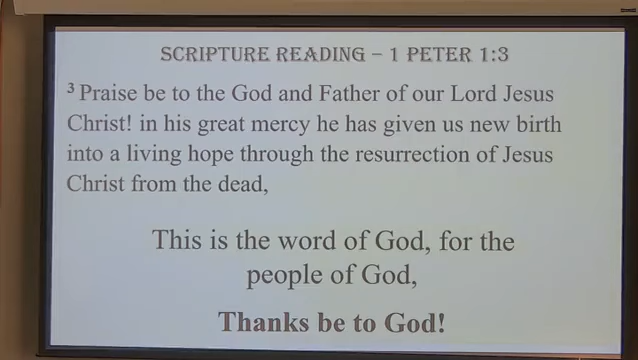 SCRIPTURE READING – 1 PETER 1:3
³ Praise be to the God and Father of our Lord Jesus
Christ! in his great mercy he has given us new birth
into a living hope through the resurrection of Jesus
Christ from the dead,
This is the word of God, for the
people of God,
Thanks be to God!